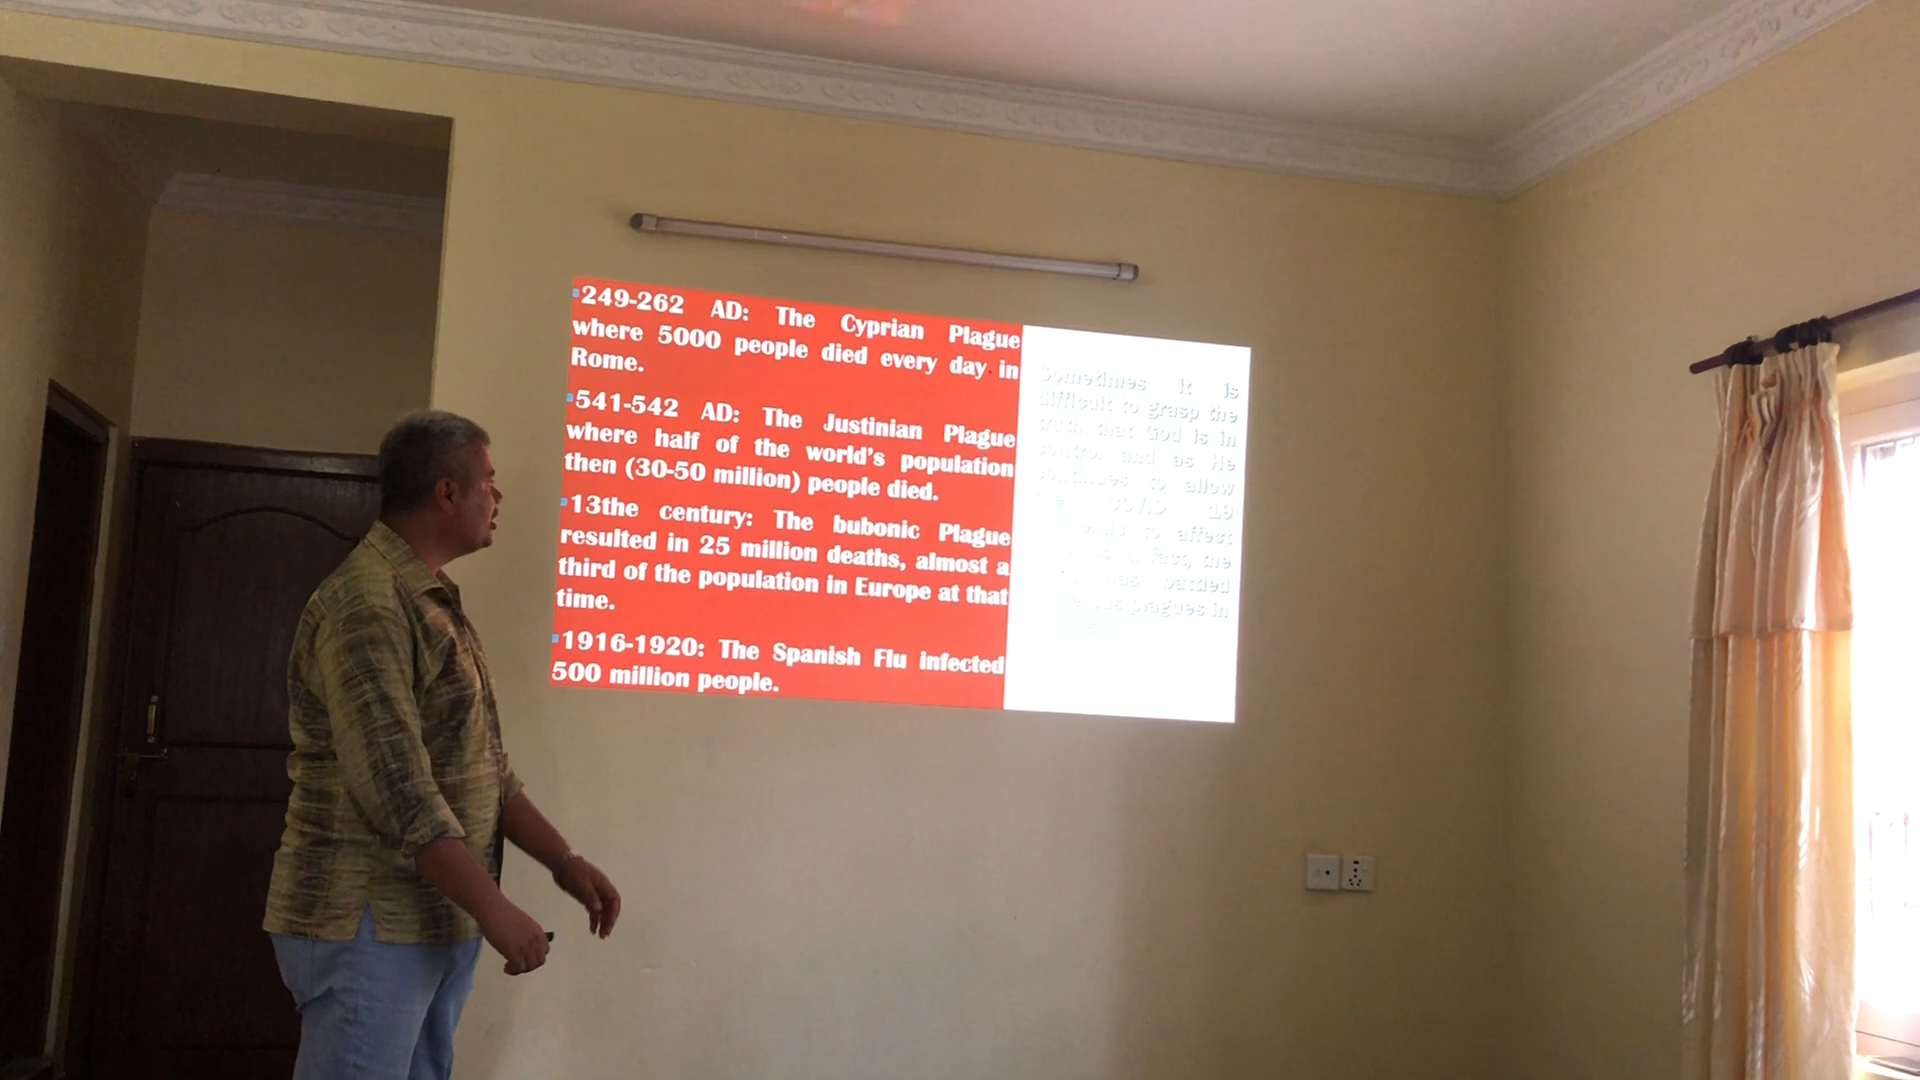 249-262 AD: The Cyprian Plague
where 5000 people died every day in
Rome.
541-542 AD: The Justinian Plague
where half of the world's population
then (30-50 million) people died.
13the century: The bubonic Plague
resulted in 25 million deaths, almost a
third of the population in Europe at that
time.
1916-1920: The Spanish Flu infected
500 million people.
Sometimes it is
difficult to grasp the
truth that God is in
control and as He
continues to allow
19
to affect
fact, the
has battled
plagues in